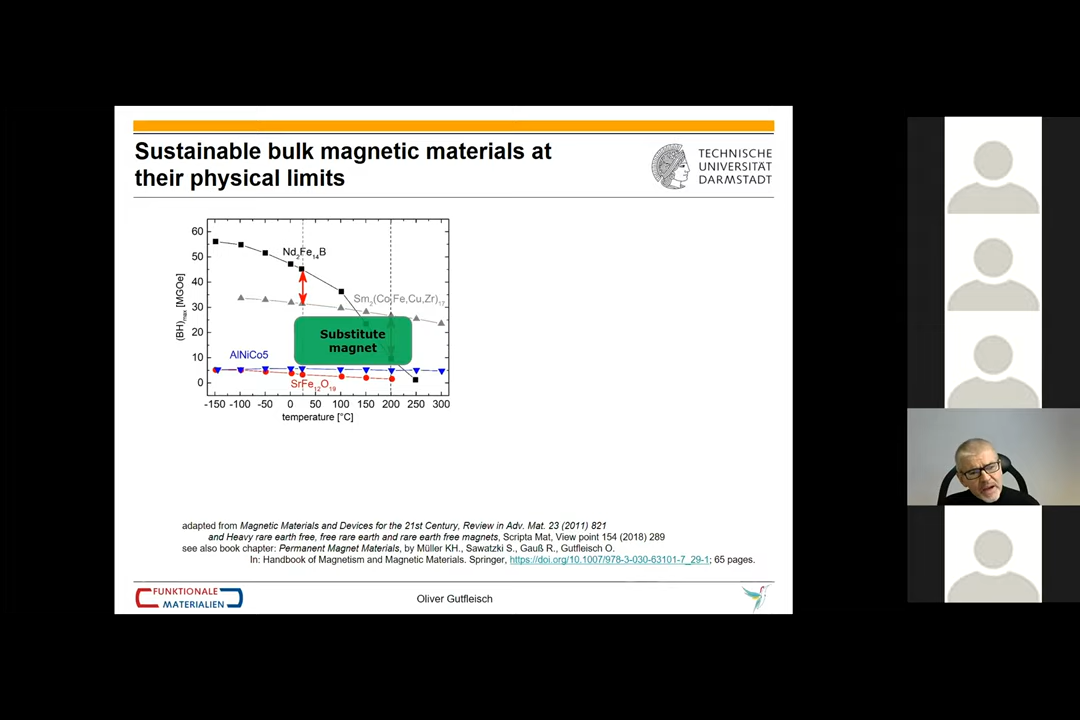 Sustainable bulk magnetic materials at
their physical limits
TECHNISCHE
UNIVERSITÄT
DARMSTADT
60
50
40
30
20
10
0
(BH)max [MGOe]
Nd2Fe14B
Sm2(Co,Fe,Cu,Zr)17
Substitute
magnet
AlNiCo5
SrFe12O19
-150 -100 -50 0 50 100 150 200 250 300
temperature [°C]
adapted from Magnetic Materials and Devices for the 21st Century, Review in Adv. Mat. 23 (2011) 821
and Heavy rare earth free, free rare earth and rare earth free magnets, Scripta Mat, View point 154 (2018) 289
see also book chapter: Permanent Magnet Materials, by Müller KH., Sawatzki S., Gauß R., Gutfleisch O.
In: Handbook of Magnetism and Magnetic Materials. Springer, https://doi.org/10.1007/978-3-030-63101-7_29-1; 65 pages.
FUNKTIONALE
MATERIALIEN
Oliver Gutfleisch